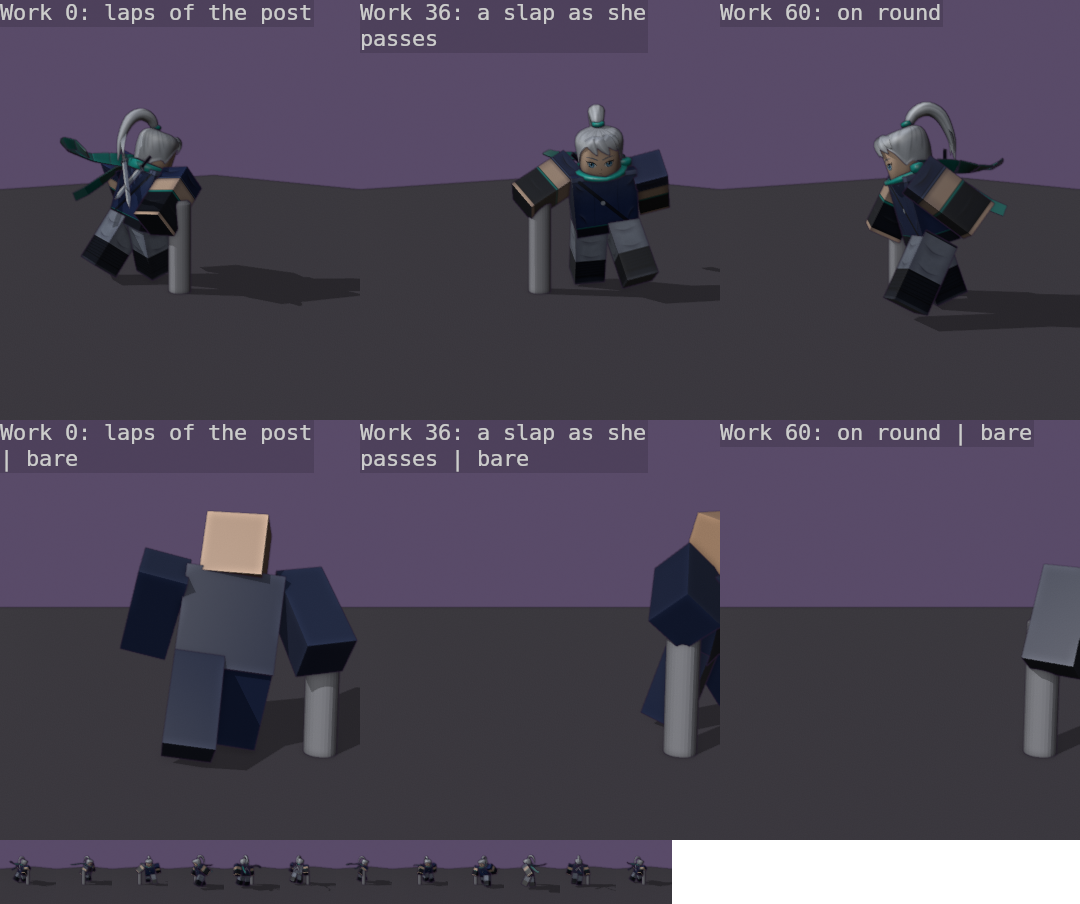 Work 0: laps of the post
Work 36: a slap as she
passes
Work 60: on round
Work 0: laps of the post
| bare
Work 36: a slap as she
passes | bare
Work 60: on round | bare